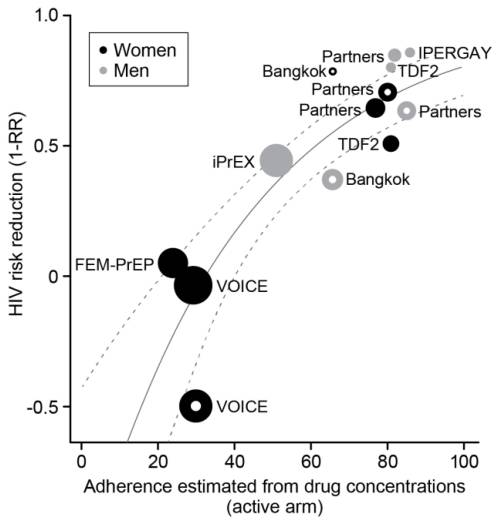 1.0
Women
Men
Partners
IPERGAY
Bangkok
TDF2
Partners
Partners
Partners
0.5
TDF2
iPrEX
Bangkok
FEM-PrEP
0
VOICE
-0.5
VOICE
HIV risk reduction (1-RR)
0 20 40 60 80 100
Adherence estimated from drug concentrations
(active arm)